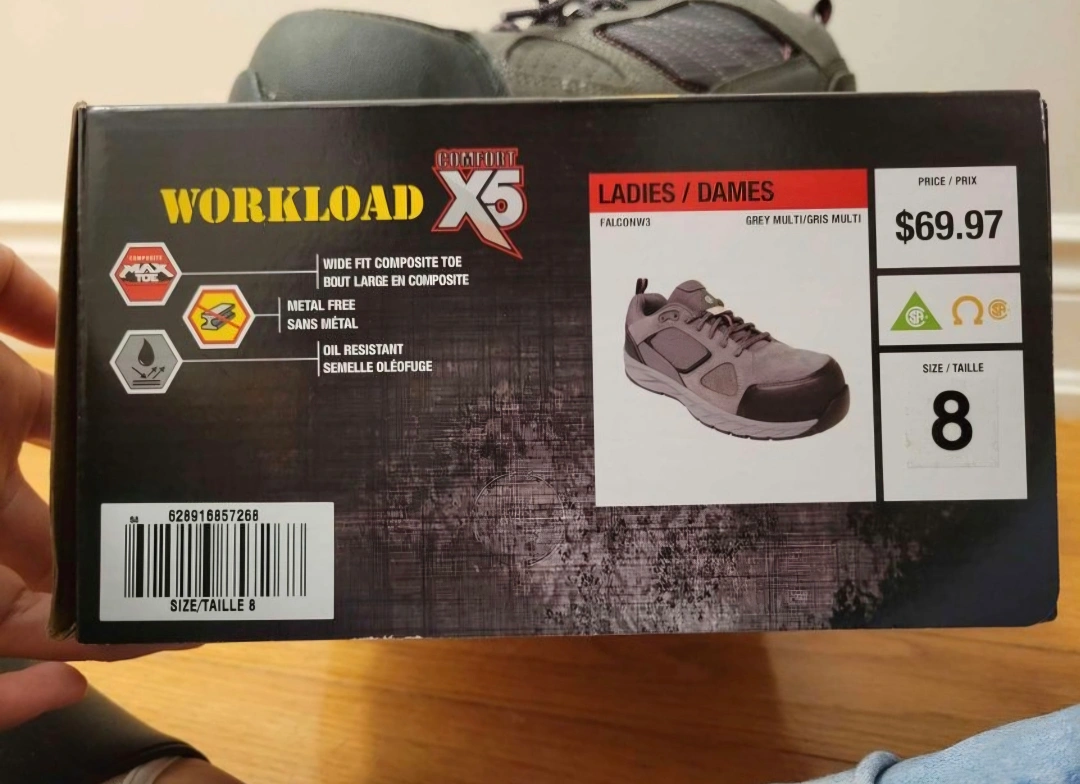 WORKLOAD
COMFORT
X5
COMPOSITE
MAX
TOE
WIDE FIT COMPOSITE TOE
BOUT LARGE EN COMPOSITE
METAL FREE
SANS MÉTAL
OIL RESISTANT
SEMELLE OLÉOFUGE
LADIES / DAMES
FALCONW3 GREY MULTI/GRIS MULTI
PRICE / PRIX
$69.97
SIZE / TAILLE
8
628916857268
SIZE/TAILLE 8